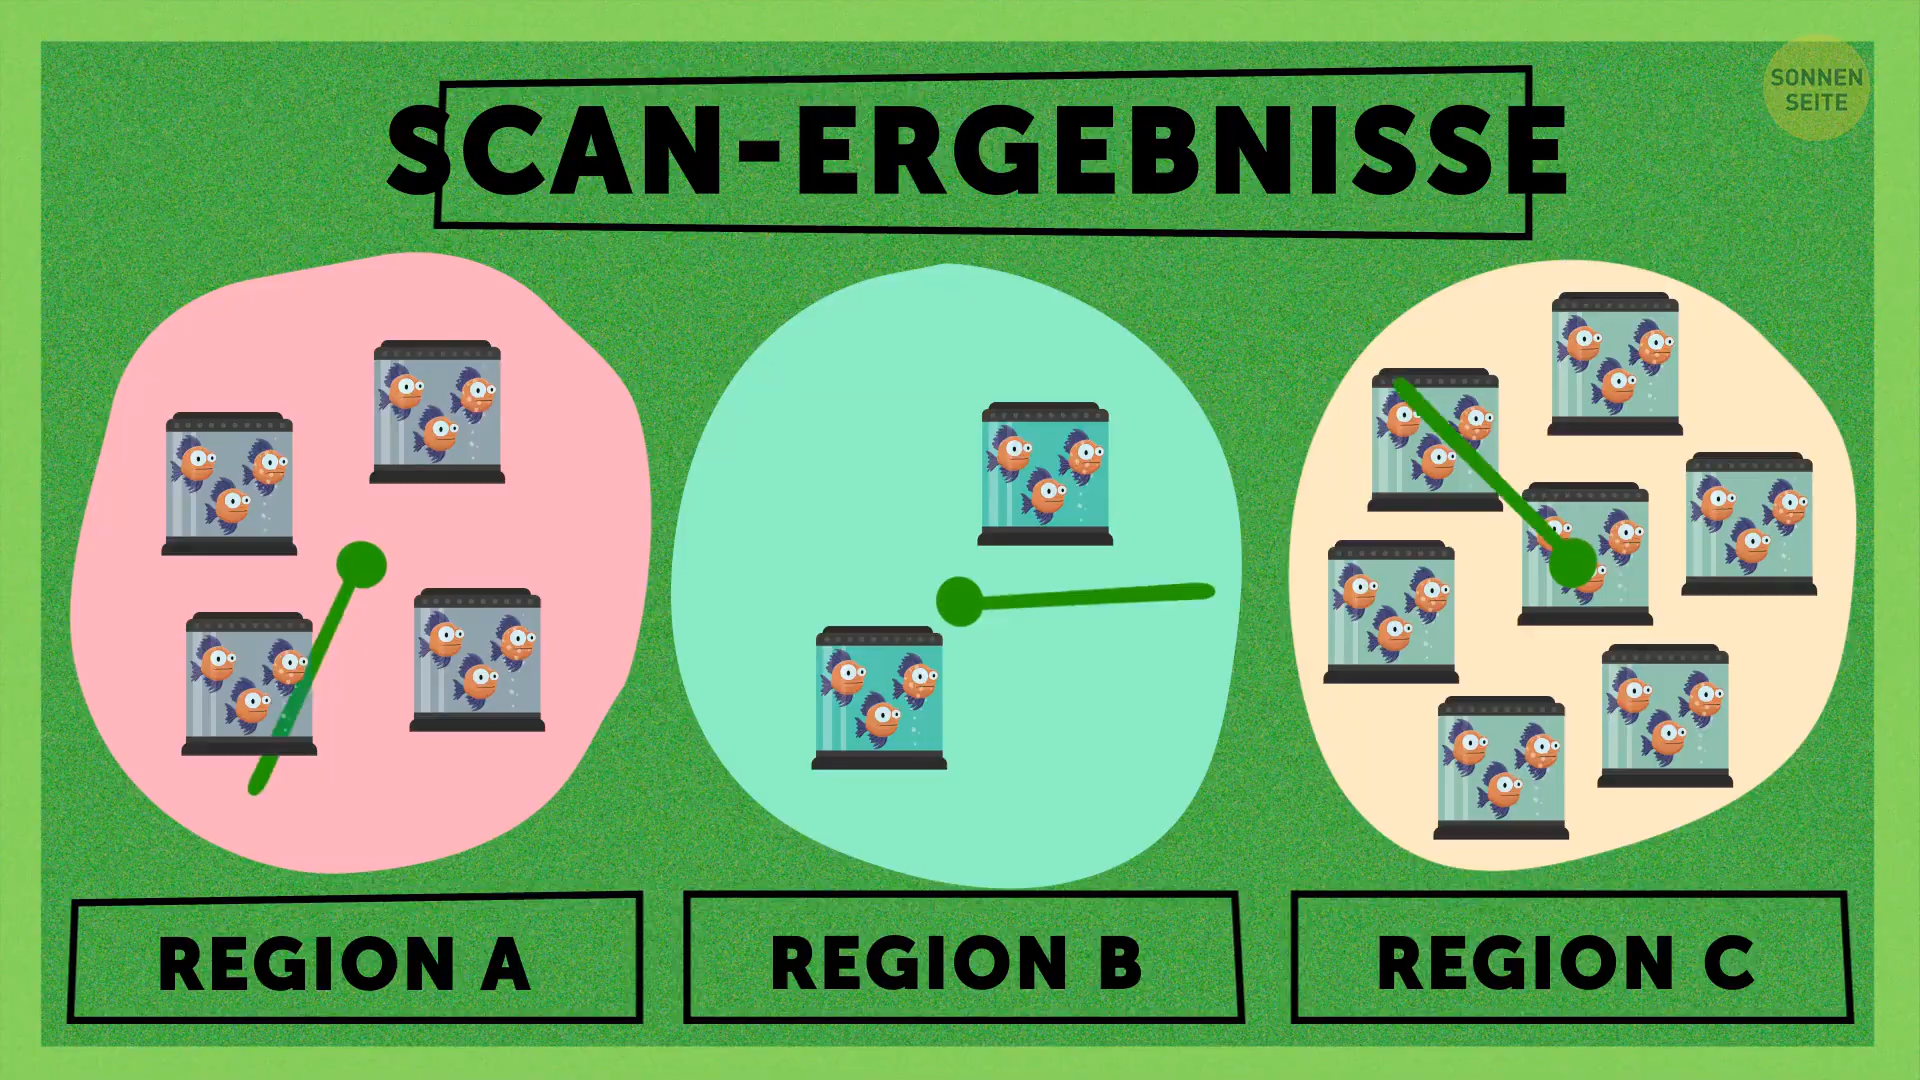 SONNEN
SEITE
SCAN-ERGEBNISSE
REGION A
REGION B
REGION C